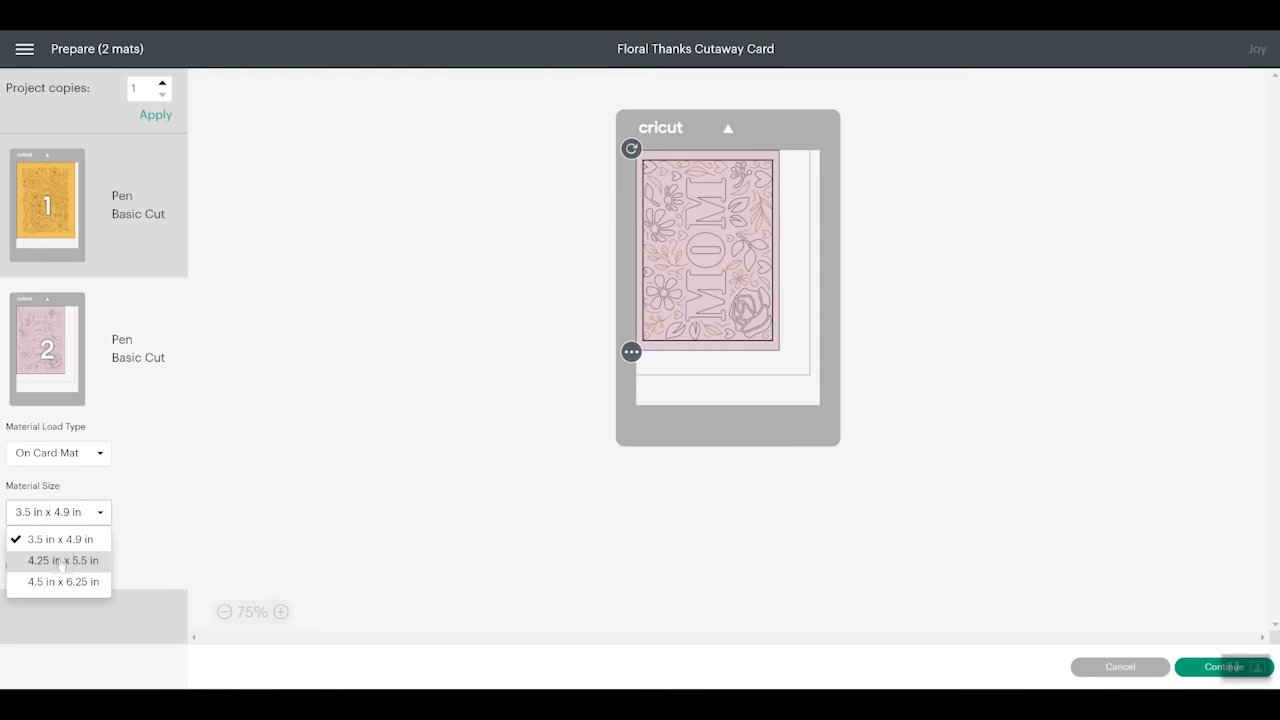 Prepare (2 mats)
Floral Thanks Cutaway Card
Joy
Project copies:
1
Apply
cricut
1
Pen
Basic Cut
cricut
2
Pen
Basic Cut
cricut
MOM
Material Load Type
On Card Mat
Material Size
3.5 in x 4.9 in
3.5 in x 4.9 in
4.25 in x 5.5 in
4.5 in x 6.25 in
75%
Cancel
Continue